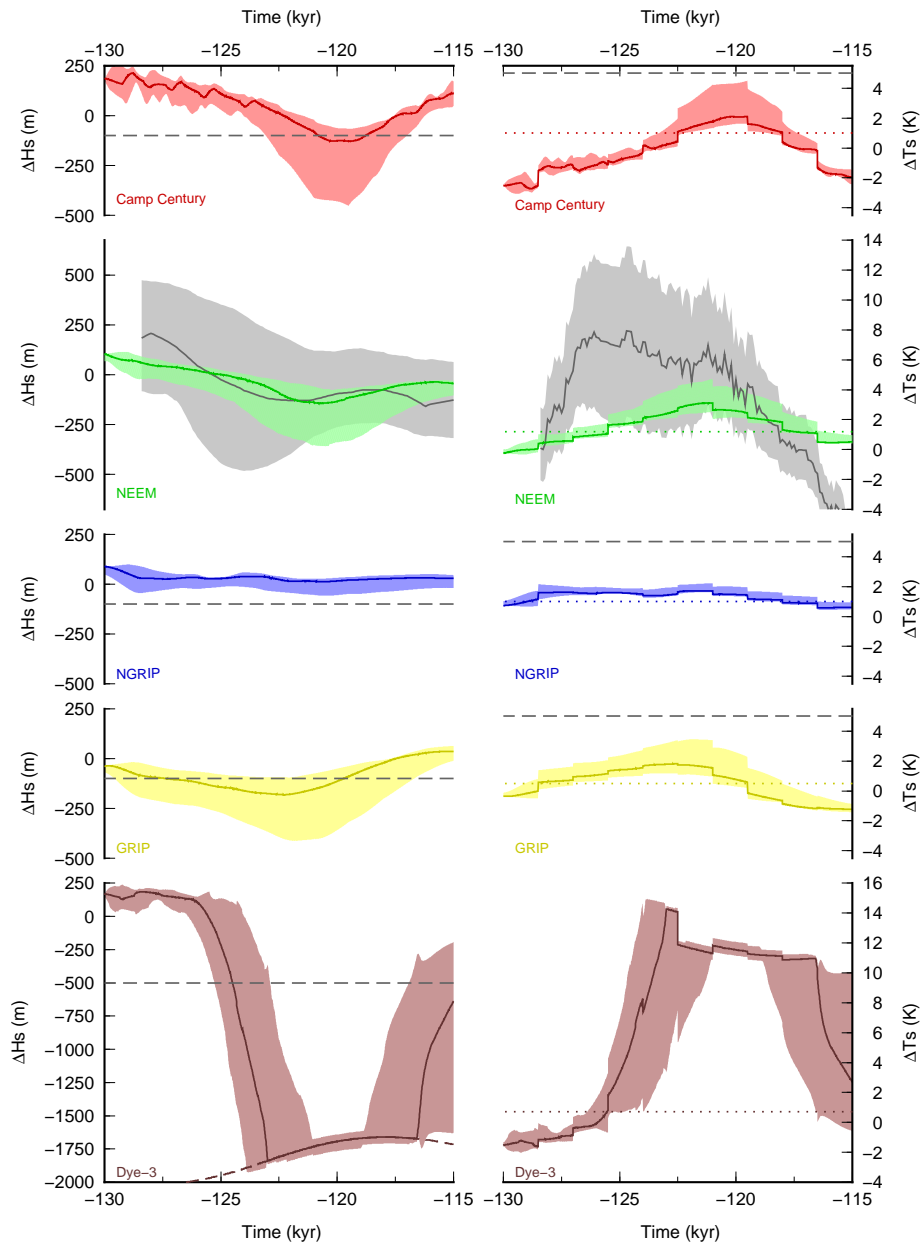 Time (kyr) Time (kyr)
−130 −125 −120 −115 −130 −125 −120 −115
250
0
−250
−500
ΔHs (m)
Camp Century
4
2
0
−2
−4
ΔTs (K)
Camp Century
500
250
0
−250
−500
ΔHs (m)
NEEM
14
12
10
8
6
4
2
0
−2
−4
ΔTs (K)
NEEM
250
0
−250
−500
ΔHs (m)
NGRIP
4
2
0
−2
−4
ΔTs (K)
NGRIP
250
0
−250
−500
ΔHs (m)
GRIP
4
2
0
−2
−4
ΔTs (K)
GRIP
250
0
−250
−500
−750
−1000
−1250
−1500
−1750
−2000
ΔHs (m)
Dye−3
16
14
12
10
8
6
4
2
0
−2
−4
ΔTs (K)
Dye−3
−130 −125 −120 −115 −130 −125 −120 −115
Time (kyr) Time (kyr)